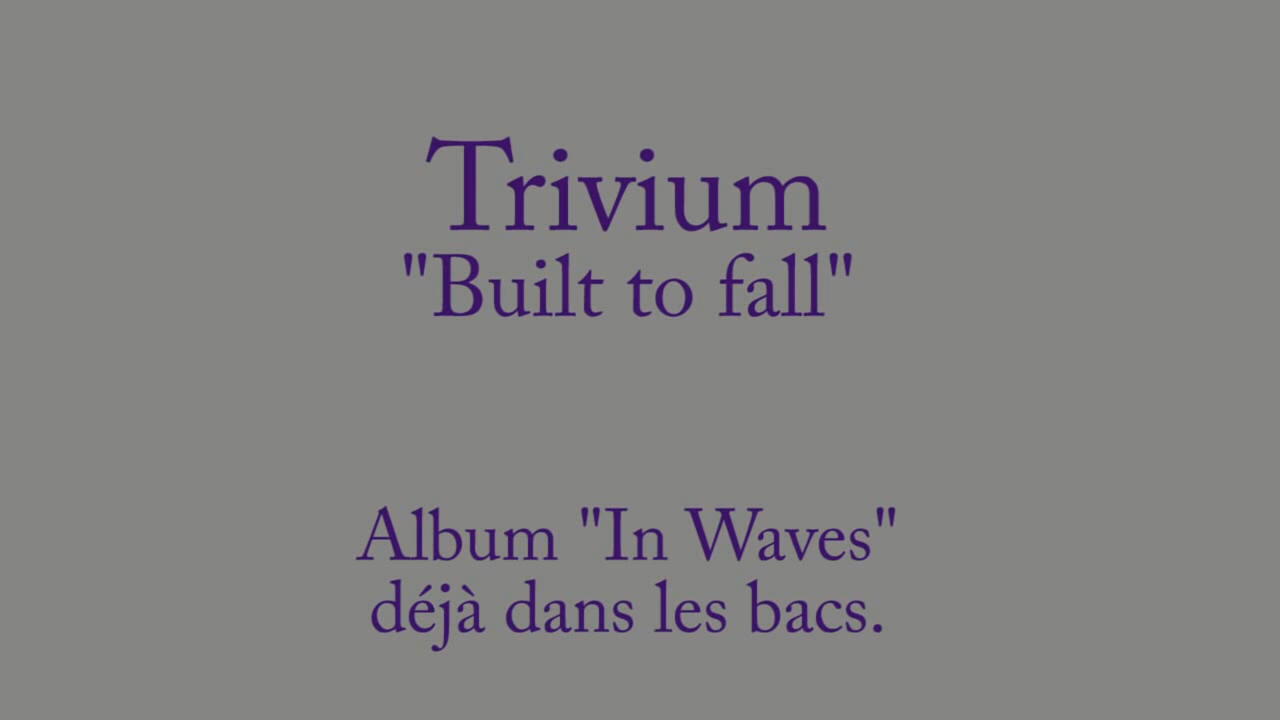 Trivium
"Built to fall"
Album "In Waves"
déjà dans les bacs.